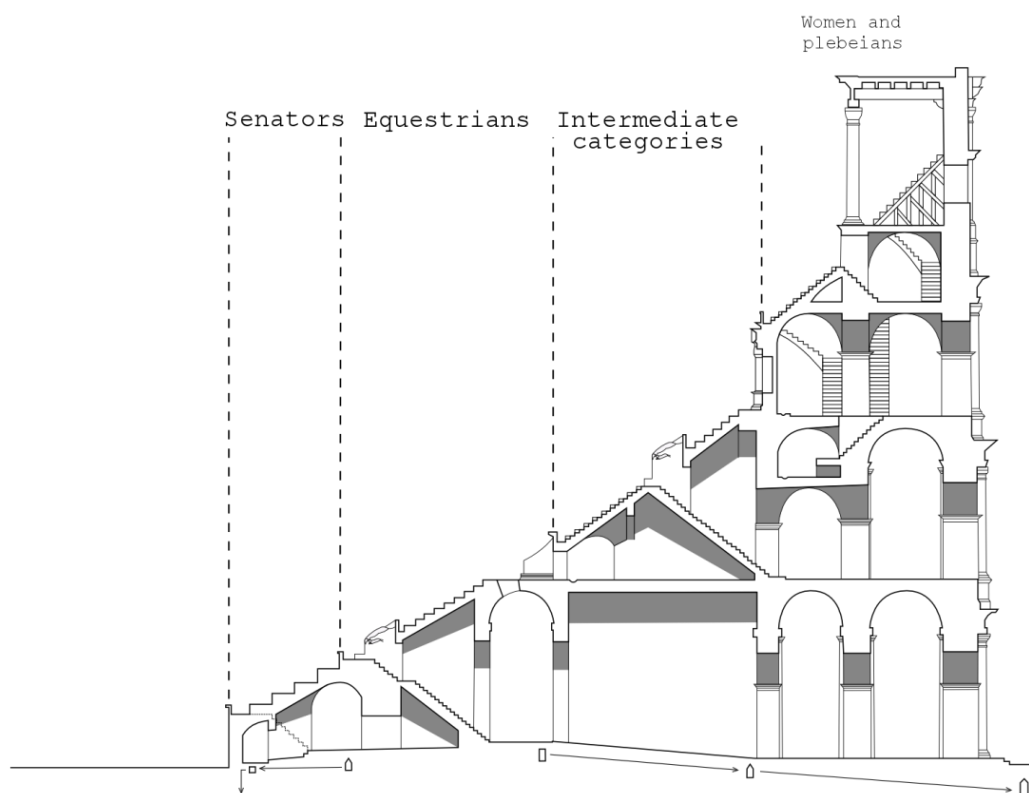 Women and
plebeians
Senators
Equestrians
Intermediate
categories